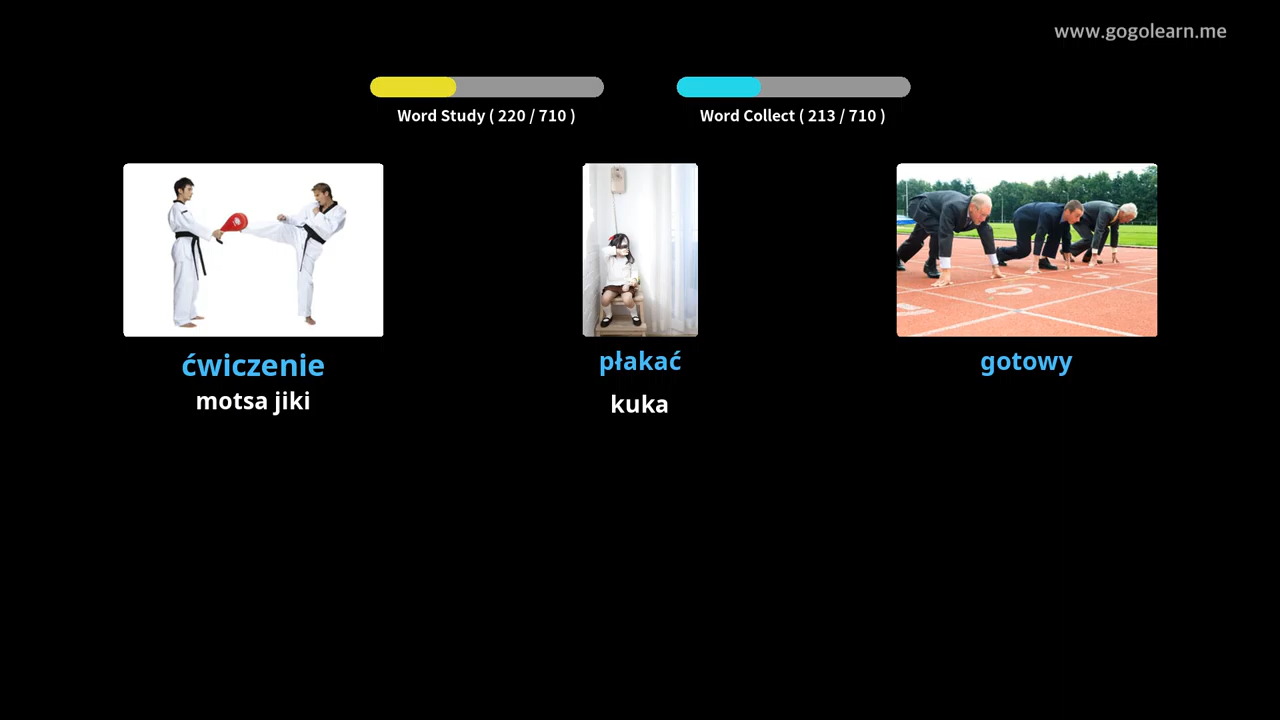 www.gogolearn.me
Word Study ( 220 / 710 )
Word Collect ( 213 / 710 )
ćwiczenie
motsa jiki
płakać
kuka
gotowy